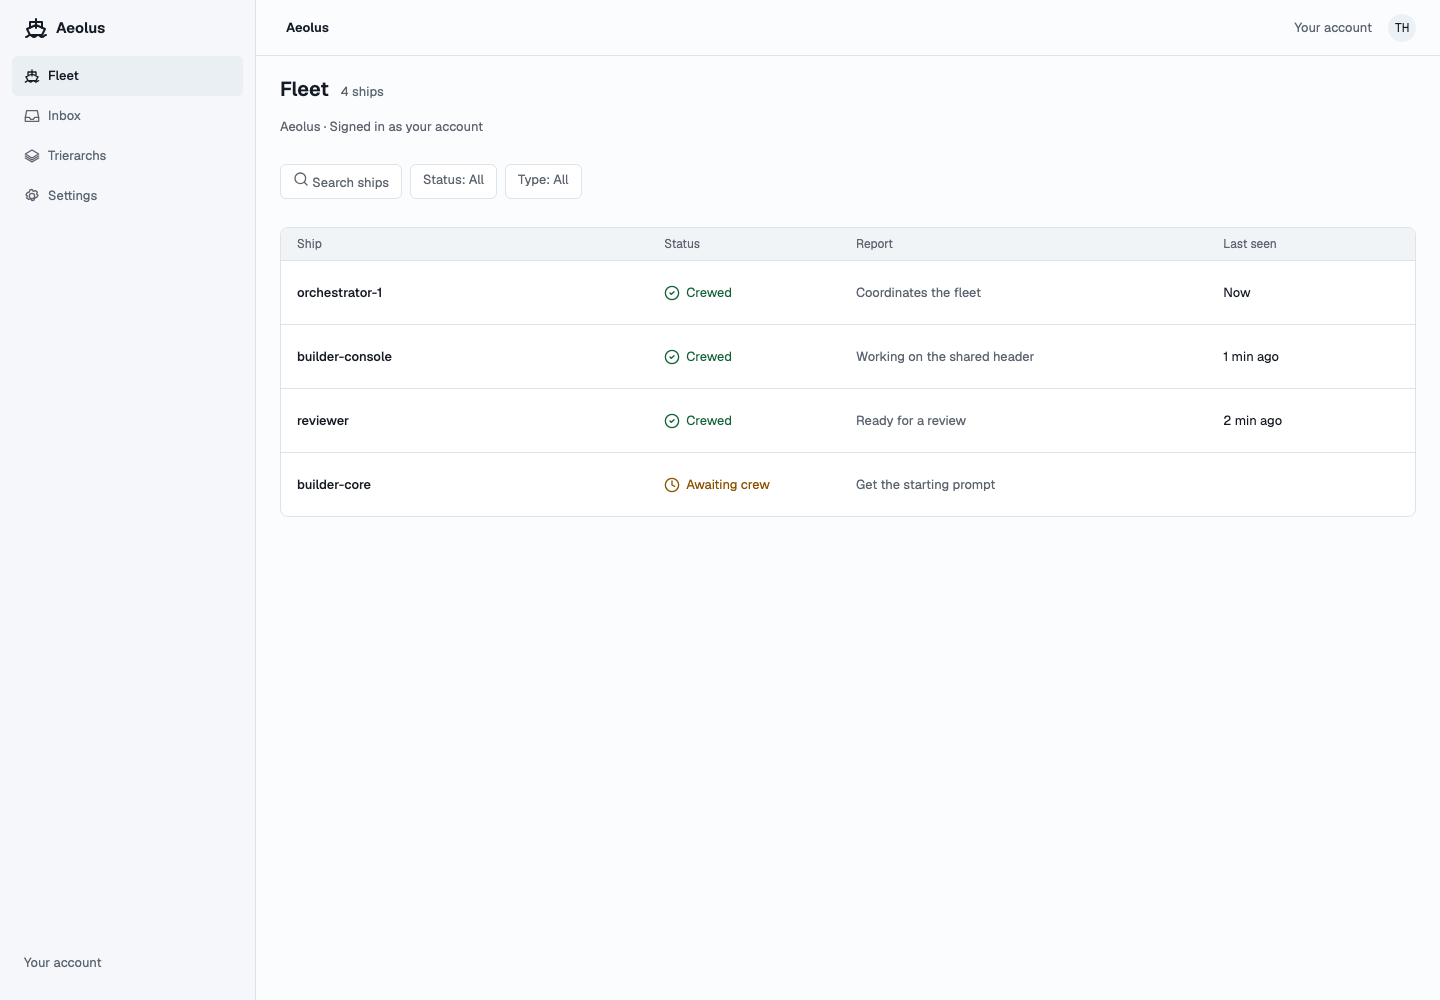 Aeolus
Fleet
Inbox
Trierarchs
Settings
Your account
Aeolus
Your account TH
Fleet 4 ships
Aeolus · Signed in as your account
Search ships Status: All Type: All
Ship Status Report Last seen
orchestrator-1 Crewed Coordinates the fleet Now
builder-console Crewed Working on the shared header 1 min ago
reviewer Crewed Ready for a review 2 min ago
builder-core Awaiting crew Get the starting prompt